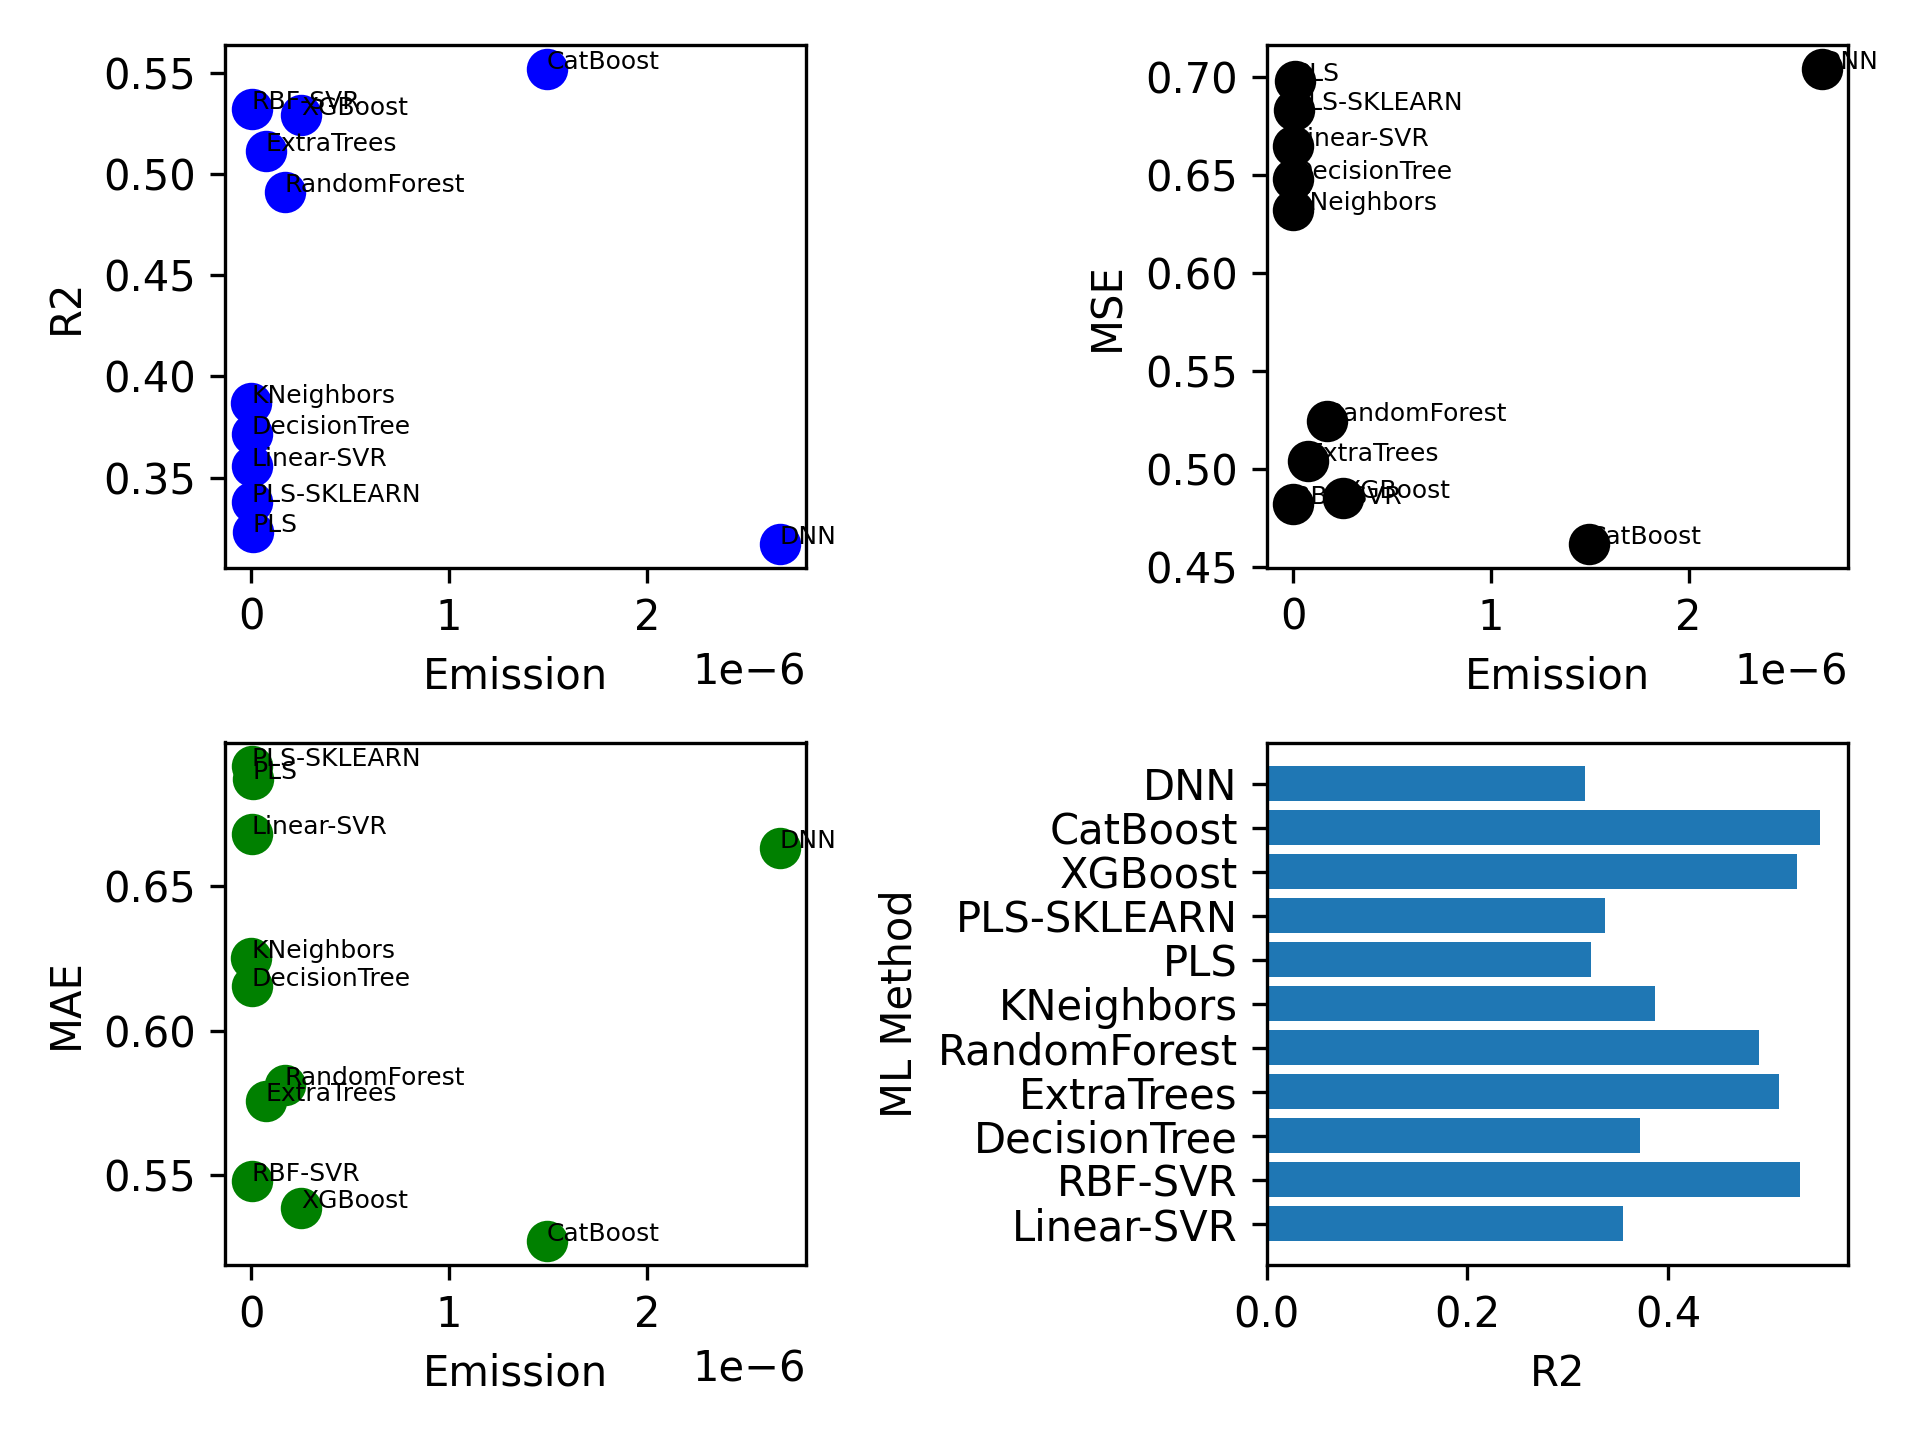 0.55
0.50
0.45
0.40
0.35
R2
CatBoost
RBF-SVR
XGBoost
ExtraTrees
RandomForest
KNeighbors
DecisionTree
Linear-SVR
PLS-SKLEARN
PLS
DNN
0 1 2
Emission 1e−6
0.70
0.65
0.60
0.55
0.50
0.45
MSE
NN
LS
LS-SKLEARN
inear-SVR
ecisionTree
Neighbors
andomForest
xtraTrees
XGBoost
atBoost
0 1 2
Emission 1e−6
0.65
0.60
0.55
MAE
PLS-SKLEARN
PLS
Linear-SVR
DNN
KNeighbors
DecisionTree
RandomForest
ExtraTrees
RBF-SVR
XGBoost
CatBoost
0 1 2
Emission 1e−6
ML Method
DNN
CatBoost
XGBoost
PLS-SKLEARN
PLS
KNeighbors
RandomForest
ExtraTrees
DecisionTree
RBF-SVR
Linear-SVR
0.0 0.2 0.4
R2